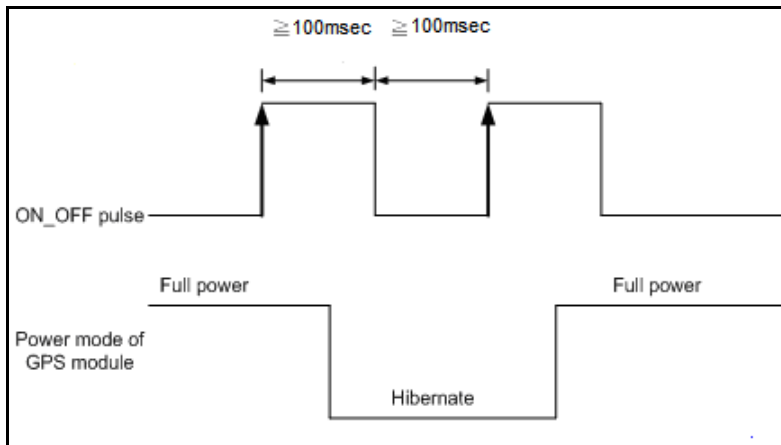 ≧100msec ≧100msec
ON_OFF pulse
Full power Full power
Power mode of
GPS module
Hibernate